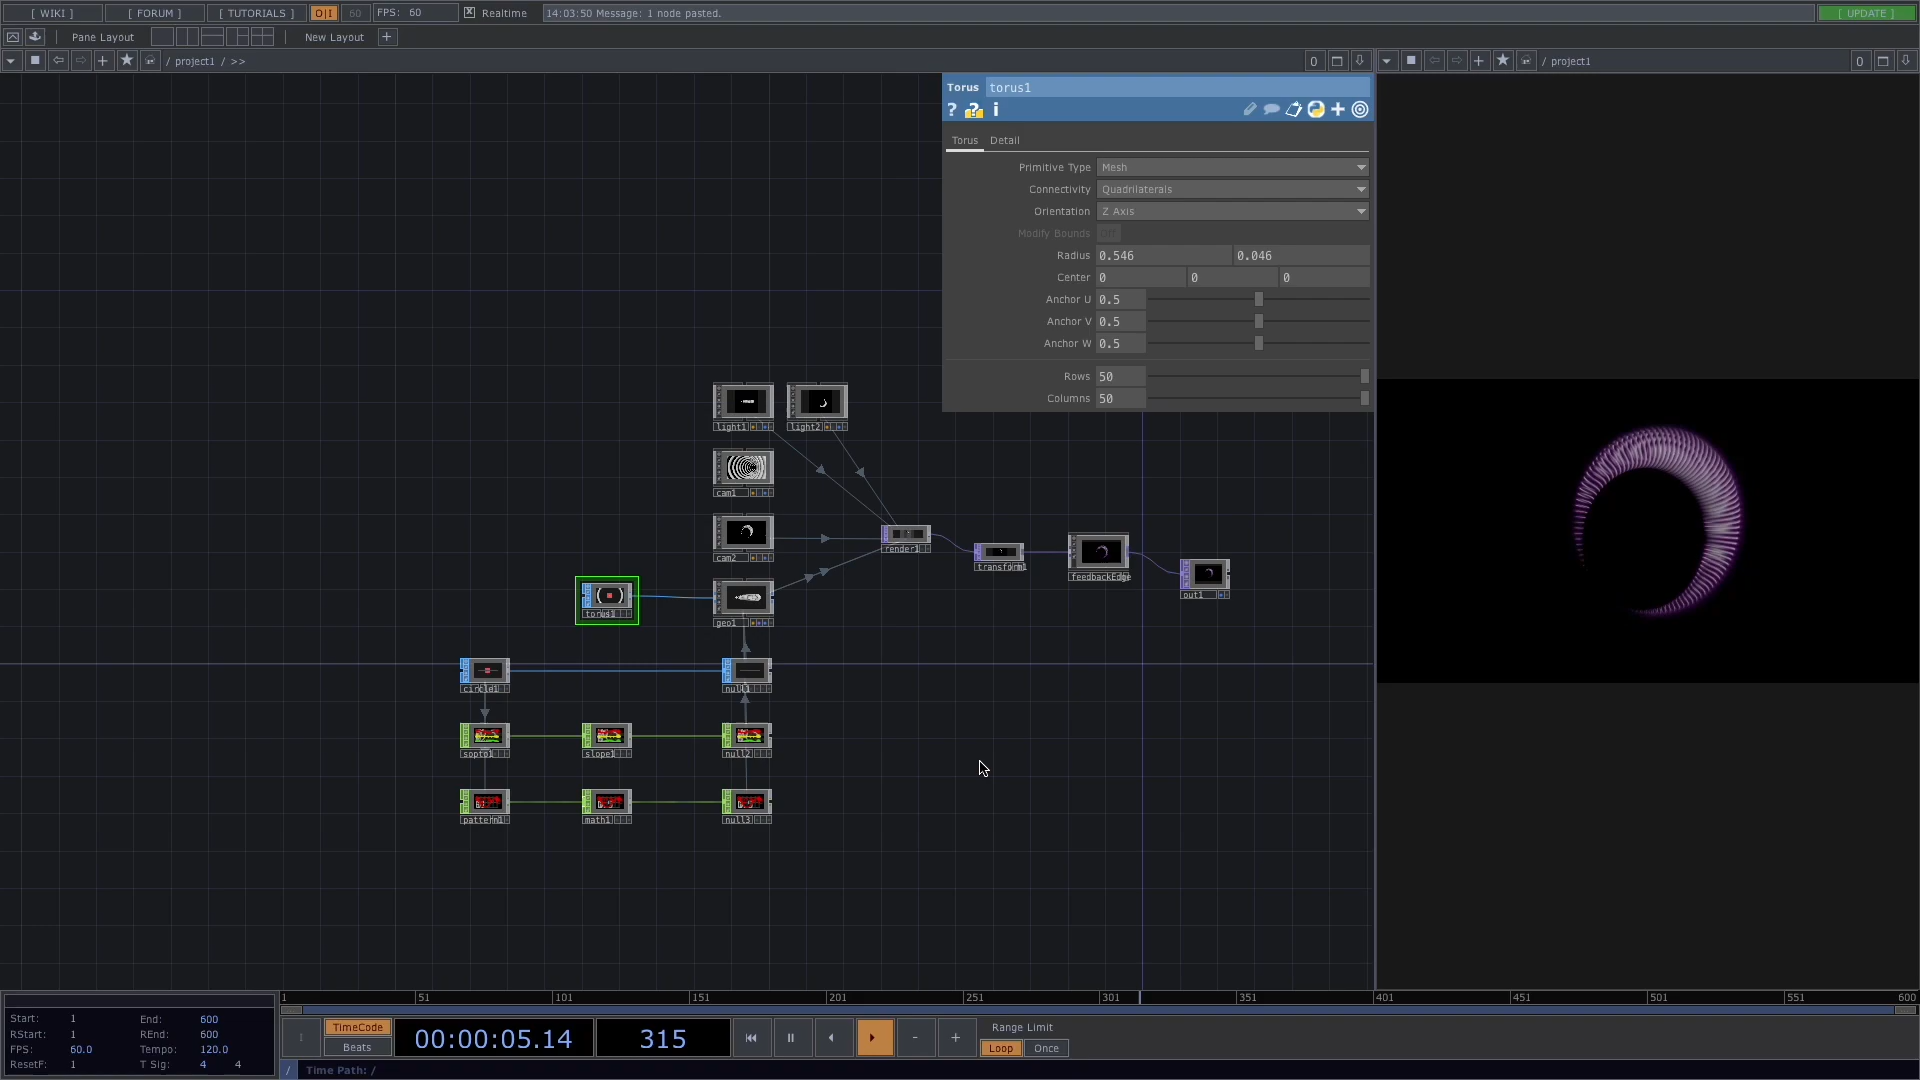 [ WIKI ] [ FORUM ] [ TUTORIALS ] O|I 60 FPS: 60 Realtime 14:03:50 Message: 1 node pasted. [ UPDATE ]
Pane Layout New Layout +
/ project1 / >> 0 / project1 0
Torus torus1
? ? i
Torus Detail
Primitive Type Mesh
Connectivity Quadrilaterals
Orientation Z Axis
Modify Bounds Off
Radius 0.546 0.046
Center 0 0 0
Anchor U 0.5
Anchor V 0.5
Anchor W 0.5
Rows 50
Columns 50
light1 light2
cam1
cam2 render1
transform1
feedbackEdge
out1
torus1 geo1
circle1 null1
sopto1 slope1 null2
pattern1 math1 null3
1 51 101 151 201 251 301 351 401 451 501 551 600
Start: 1 End: 600
RStart: 1 REnd: 600
FPS: 60.0 Tempo: 120.0
ResetF: 1 T Sig: 4 4
TimeCode
Beats
00:00:05.14 315
- +
Range Limit
Loop Once
/ Time Path: /